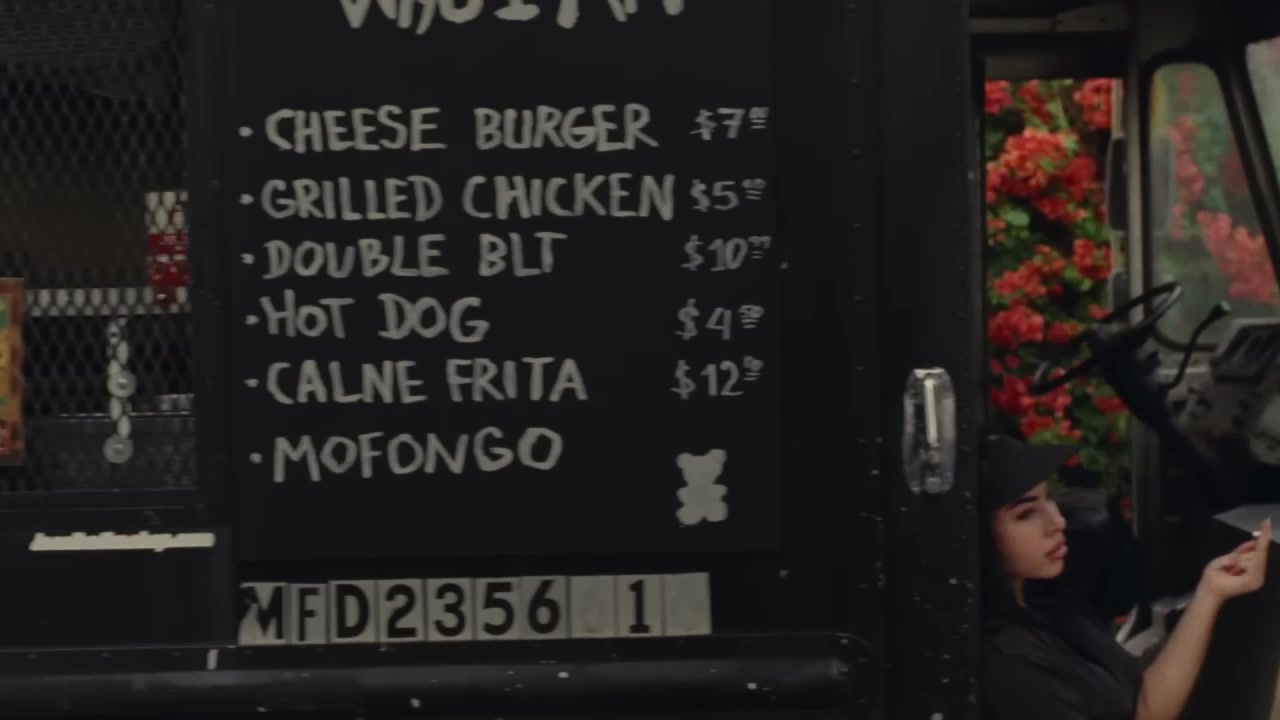 · CHEESE BURGER $7
· GRILLED CHICKEN $5
· DOUBLE BLT $10
· HOT DOG $4
· CALNE FRITA $12
· MOFONGO
MFD2356 1